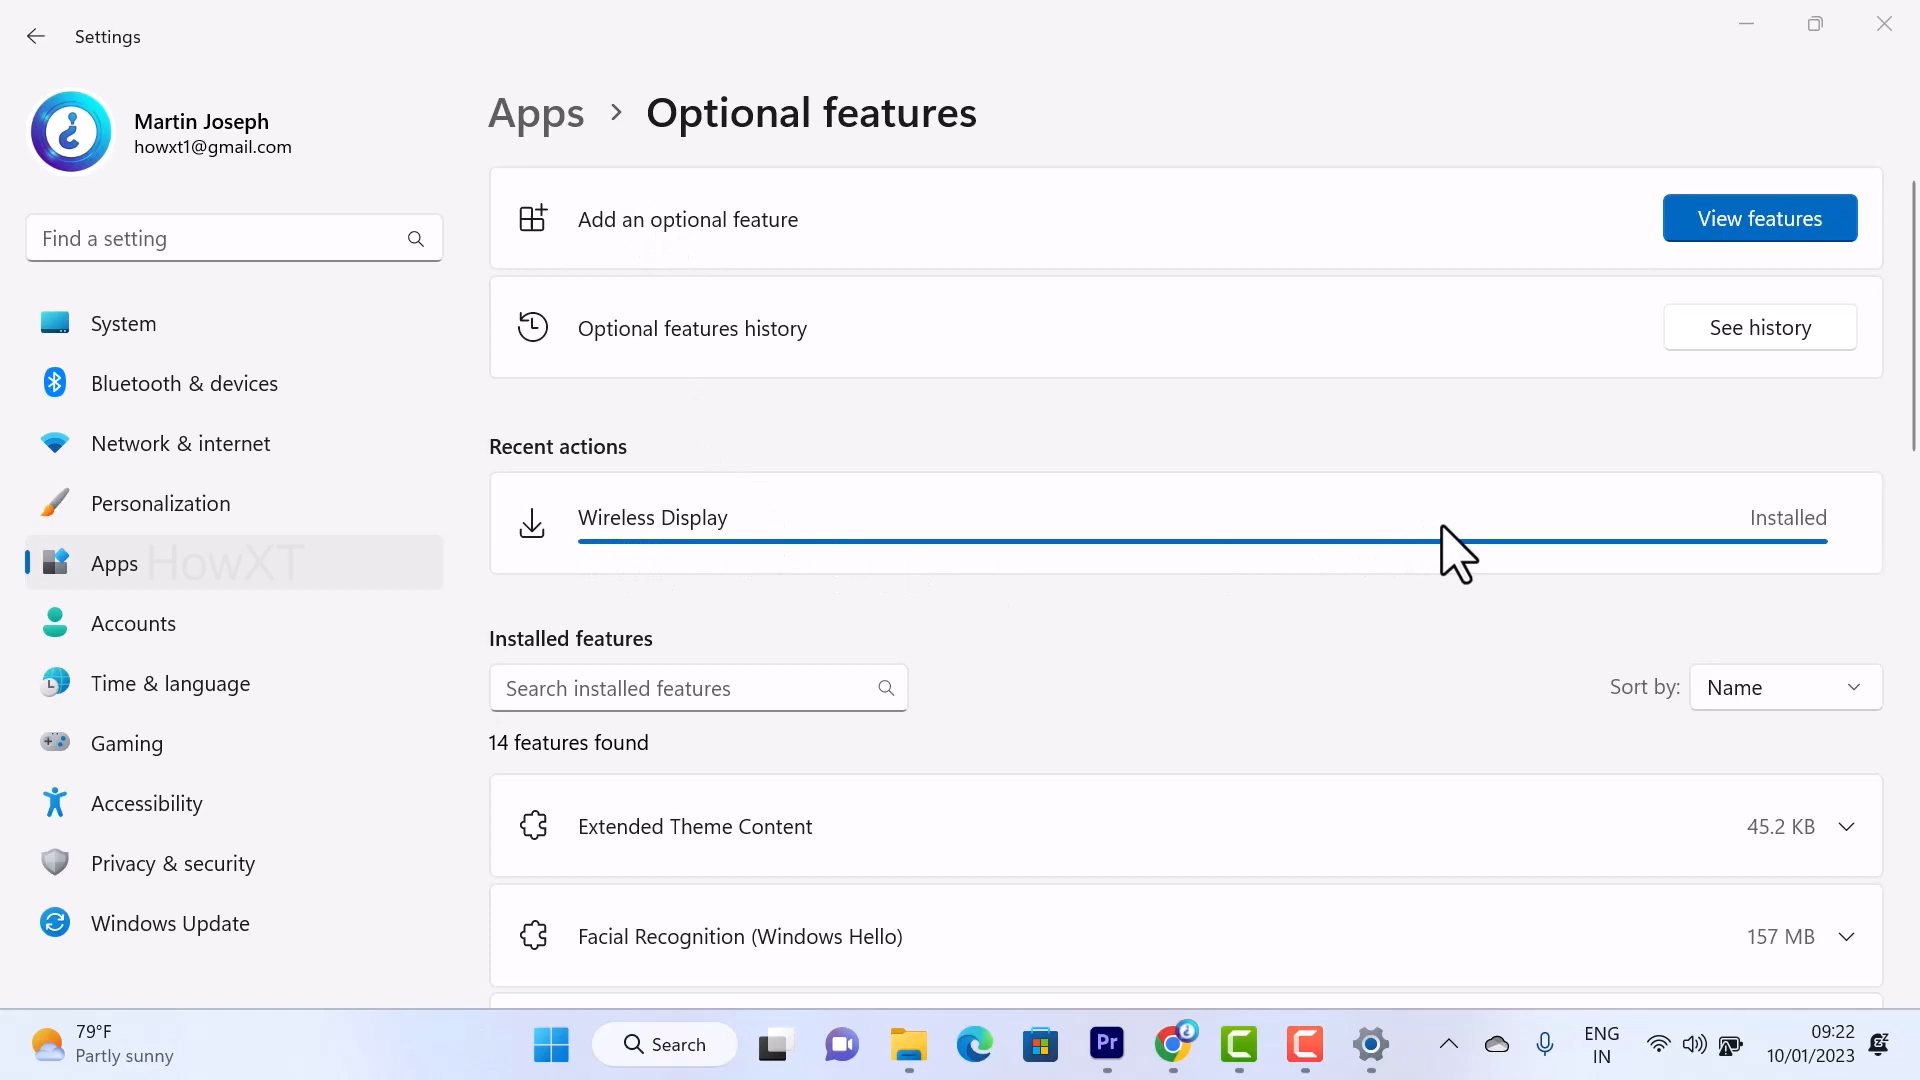 Settings
Martin Joseph
howxt1@gmail.com
Find a setting
System
Bluetooth & devices
Network & internet
Personalization
Apps
HowXT
Accounts
Time & language
Gaming
Accessibility
Privacy & security
Windows Update
Apps > Optional features
Add an optional feature
View features
Optional features history
See history
Recent actions
Wireless Display
Installed
Installed features
Search installed features
Sort by: Name
14 features found
Extended Theme Content
45.2 KB
Facial Recognition (Windows Hello)
157 MB
79°F
Partly sunny
Search
Pr
ENG
IN
09:22
10/01/2023